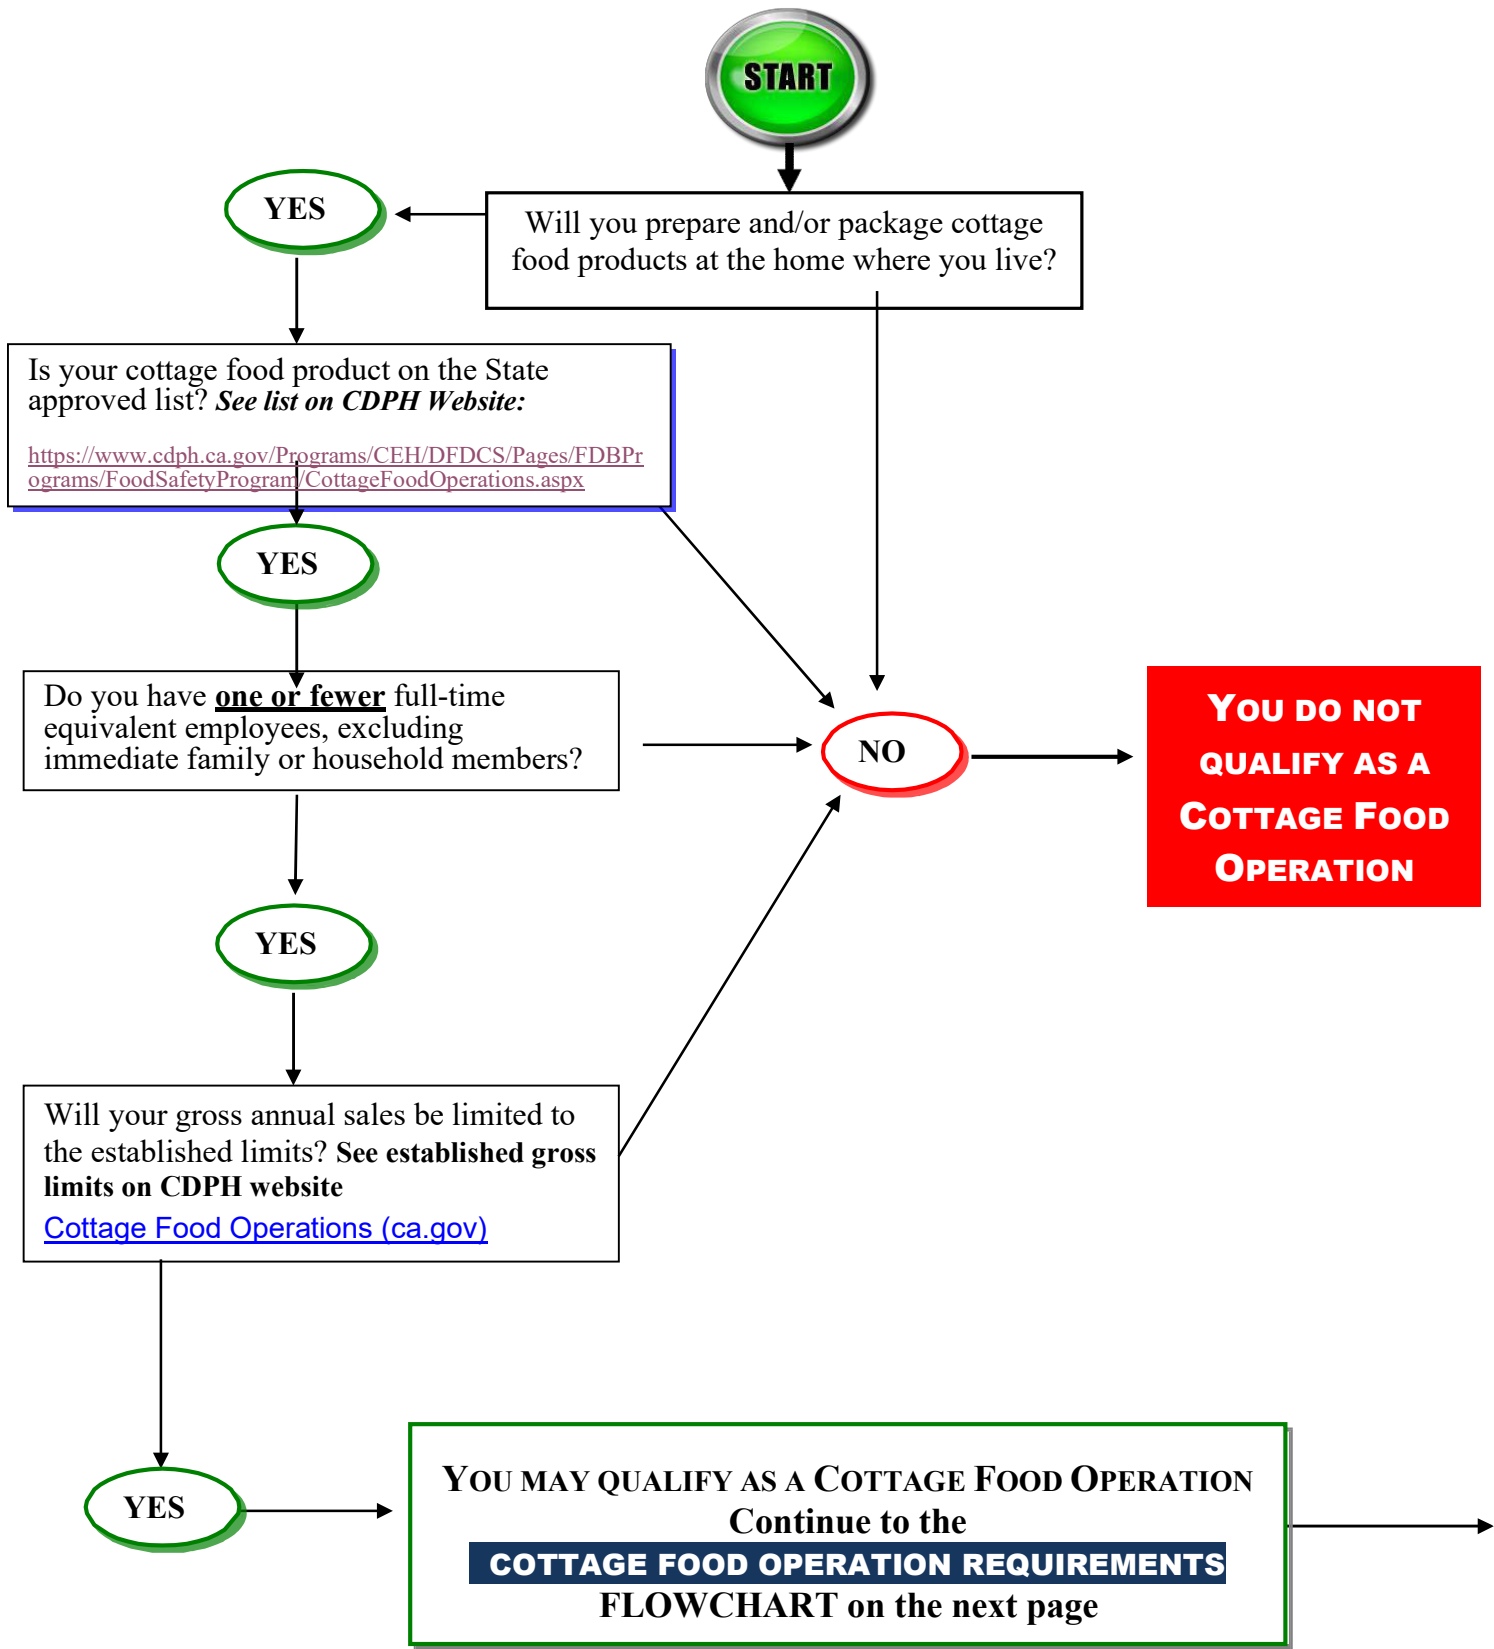 START
YES
Will you prepare and/or package cottage
food products at the home where you live?
Is your cottage food product on the State
approved list? See list on CDPH Website:
https://www.cdph.ca.gov/Programs/CEH/DFDCS/Pages/FDBPr
ograms/FoodSafetyProgram/CottageFoodOperations.aspx
YES
Do you have one or fewer full-time
equivalent employees, excluding
immediate family or household members?
NO
YOU DO NOT
QUALIFY AS A
COTTAGE FOOD
OPERATION
YES
Will your gross annual sales be limited to
the established limits? See established gross
limits on CDPH website
Cottage Food Operations (ca.gov)
YES
YOU MAY QUALIFY AS A COTTAGE FOOD OPERATION
Continue to the
COTTAGE FOOD OPERATION REQUIREMENTS
FLOWCHART on the next page